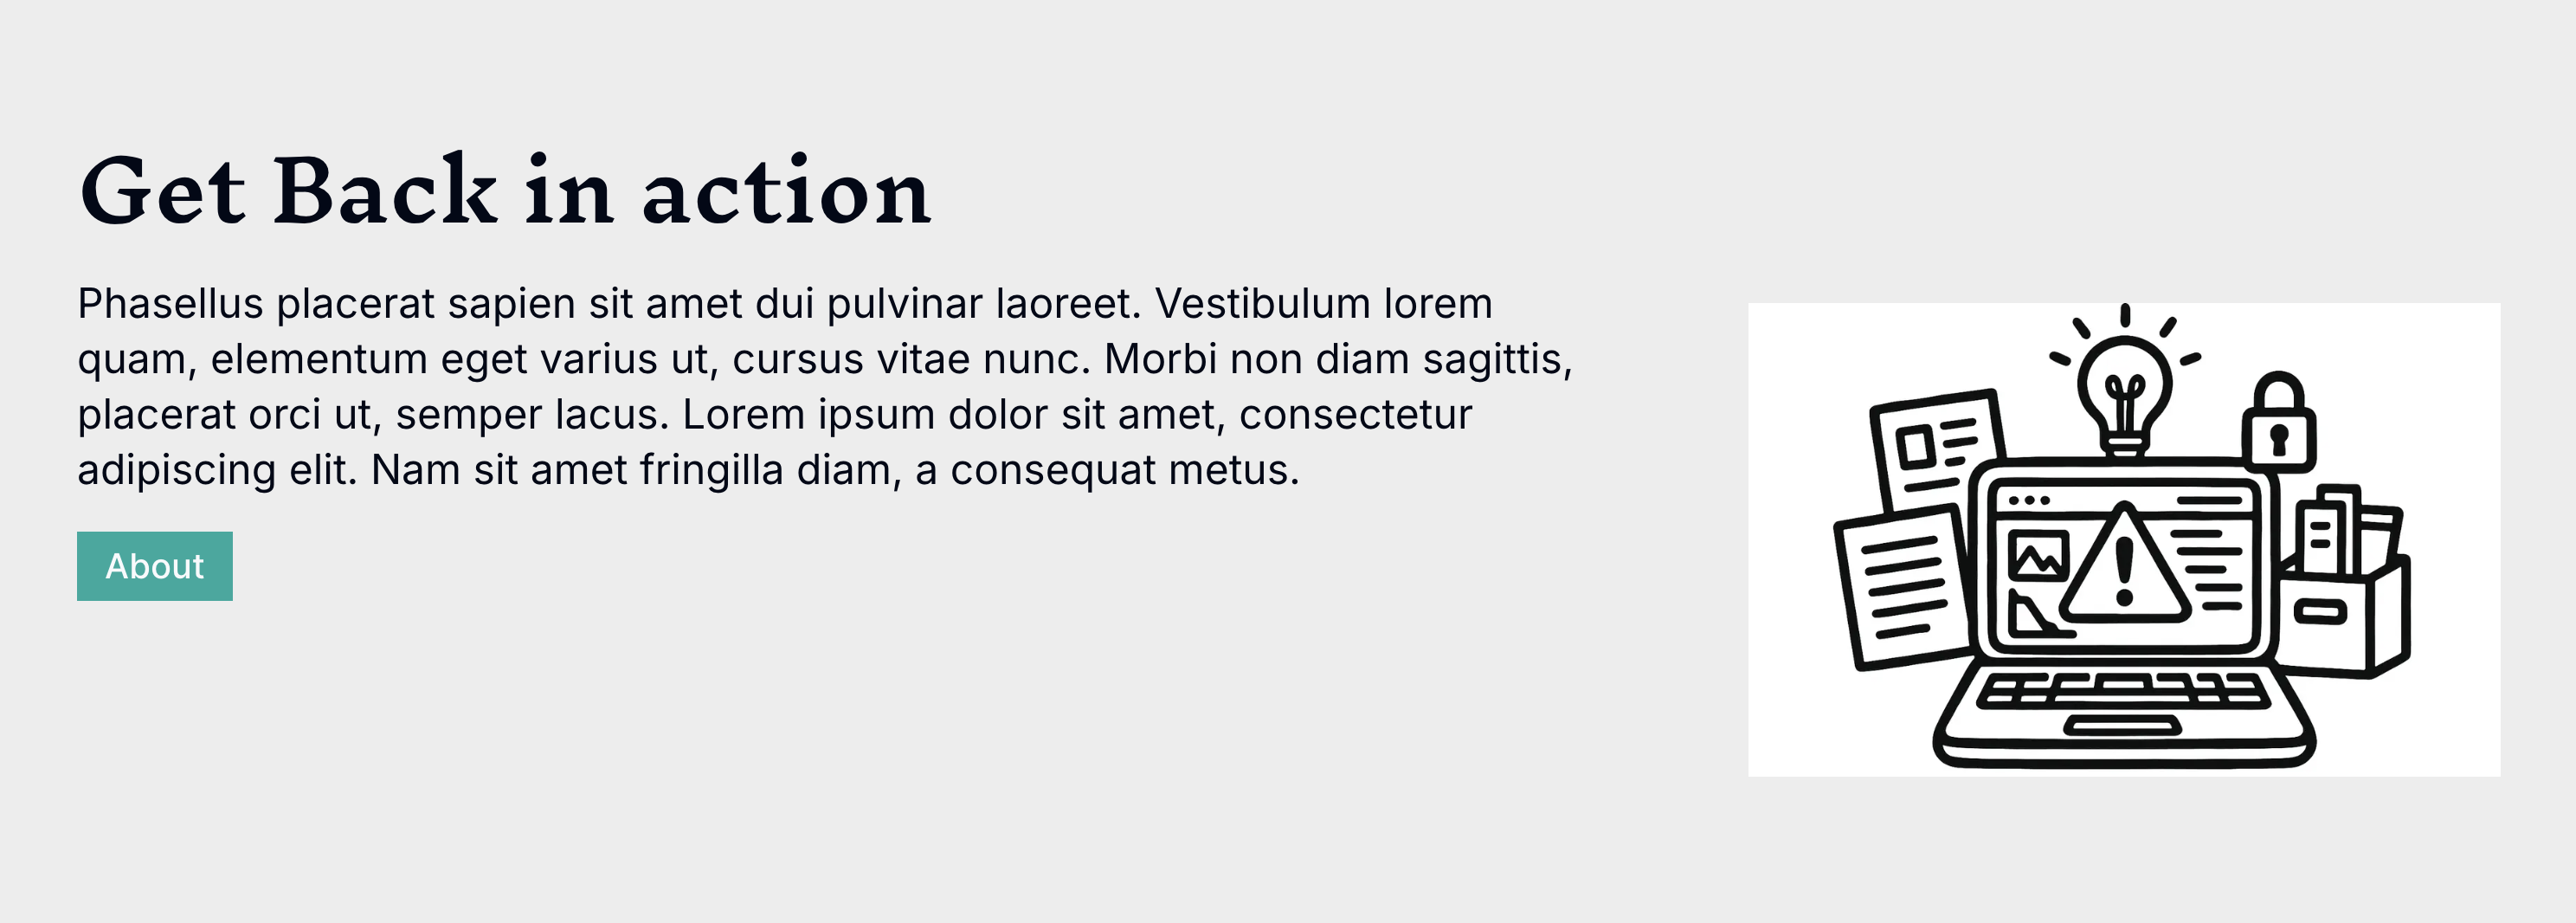 Get Back in action
Phasellus placerat sapien sit amet dui pulvinar laoreet. Vestibulum lorem
quam, elementum eget varius ut, cursus vitae nunc. Morbi non diam sagittis,
placerat orci ut, semper lacus. Lorem ipsum dolor sit amet, consectetur
adipiscing elit. Nam sit amet fringilla diam, a consequat metus.
About